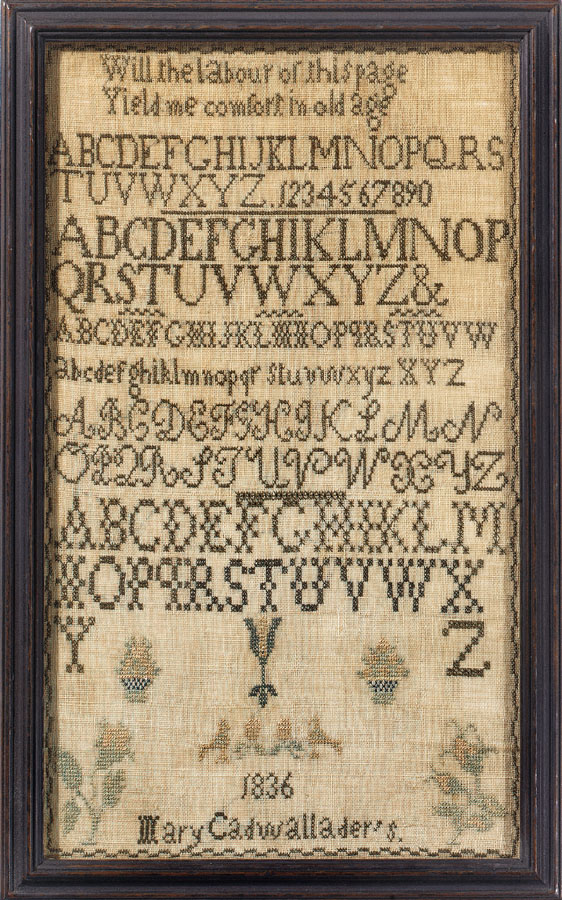 Will the labour of this page
Yield me comfort in old age
ABCDEFGHIJKLMNOPQRS
TUVWXYZ. 1234567890
ABCDEFGHIKLMNOP
QRSTUVWXYZ&
ABCDEFGHIJKLMNOPqRSTUVW
abcdefghiklmnopqr stuvwxyz XYZ
ABCDEFGHIKLMN
OPQRSTUVWXYZ
ABCDEFGHIKLM
NOPqRSTUVWX
Y Z
1836
Mary Cadwallader's.